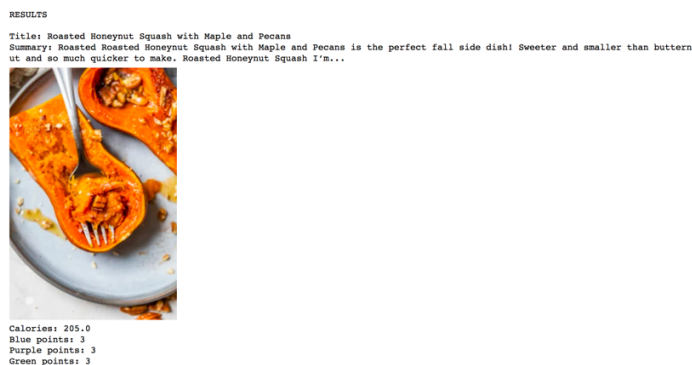 RESULTS
Title: Roasted Honeynut Squash with Maple and Pecans
Summary: Roasted Roasted Honeynut Squash with Maple and Pecans is the perfect fall side dish! Sweeter and smaller than buttern
ut and so much quicker to make. Roasted Honeynut Squash I’m...
Calories: 205.0
Blue points: 3
Purple points: 3
Green points: 3